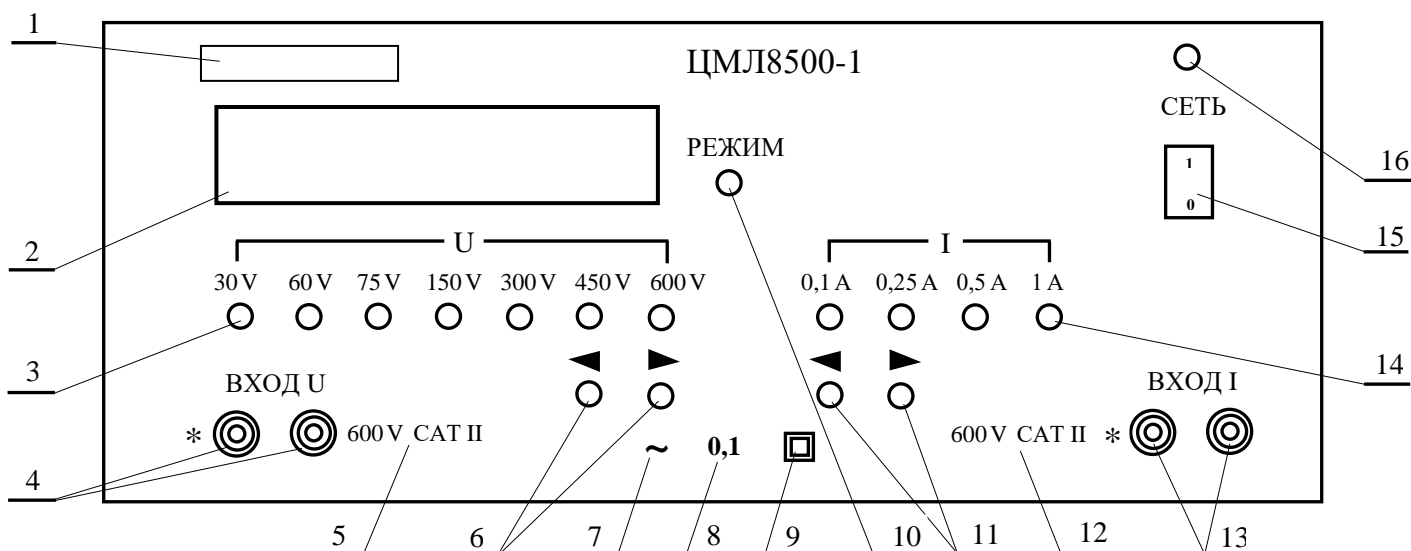 1
ЦМЛ8500-1
СЕТЬ
РЕЖИМ
16
1
0
15
2
U
I
30 V 60 V 75 V 150 V 300 V 450 V 600 V
0,1 A 0,25 A 0,5 A 1 A
3
14
ВХОД U
ВХОД I
* 600 V CAT II
~ 0,1
600 V CAT II *
4
5 6 7 8 9 10 11 12 13